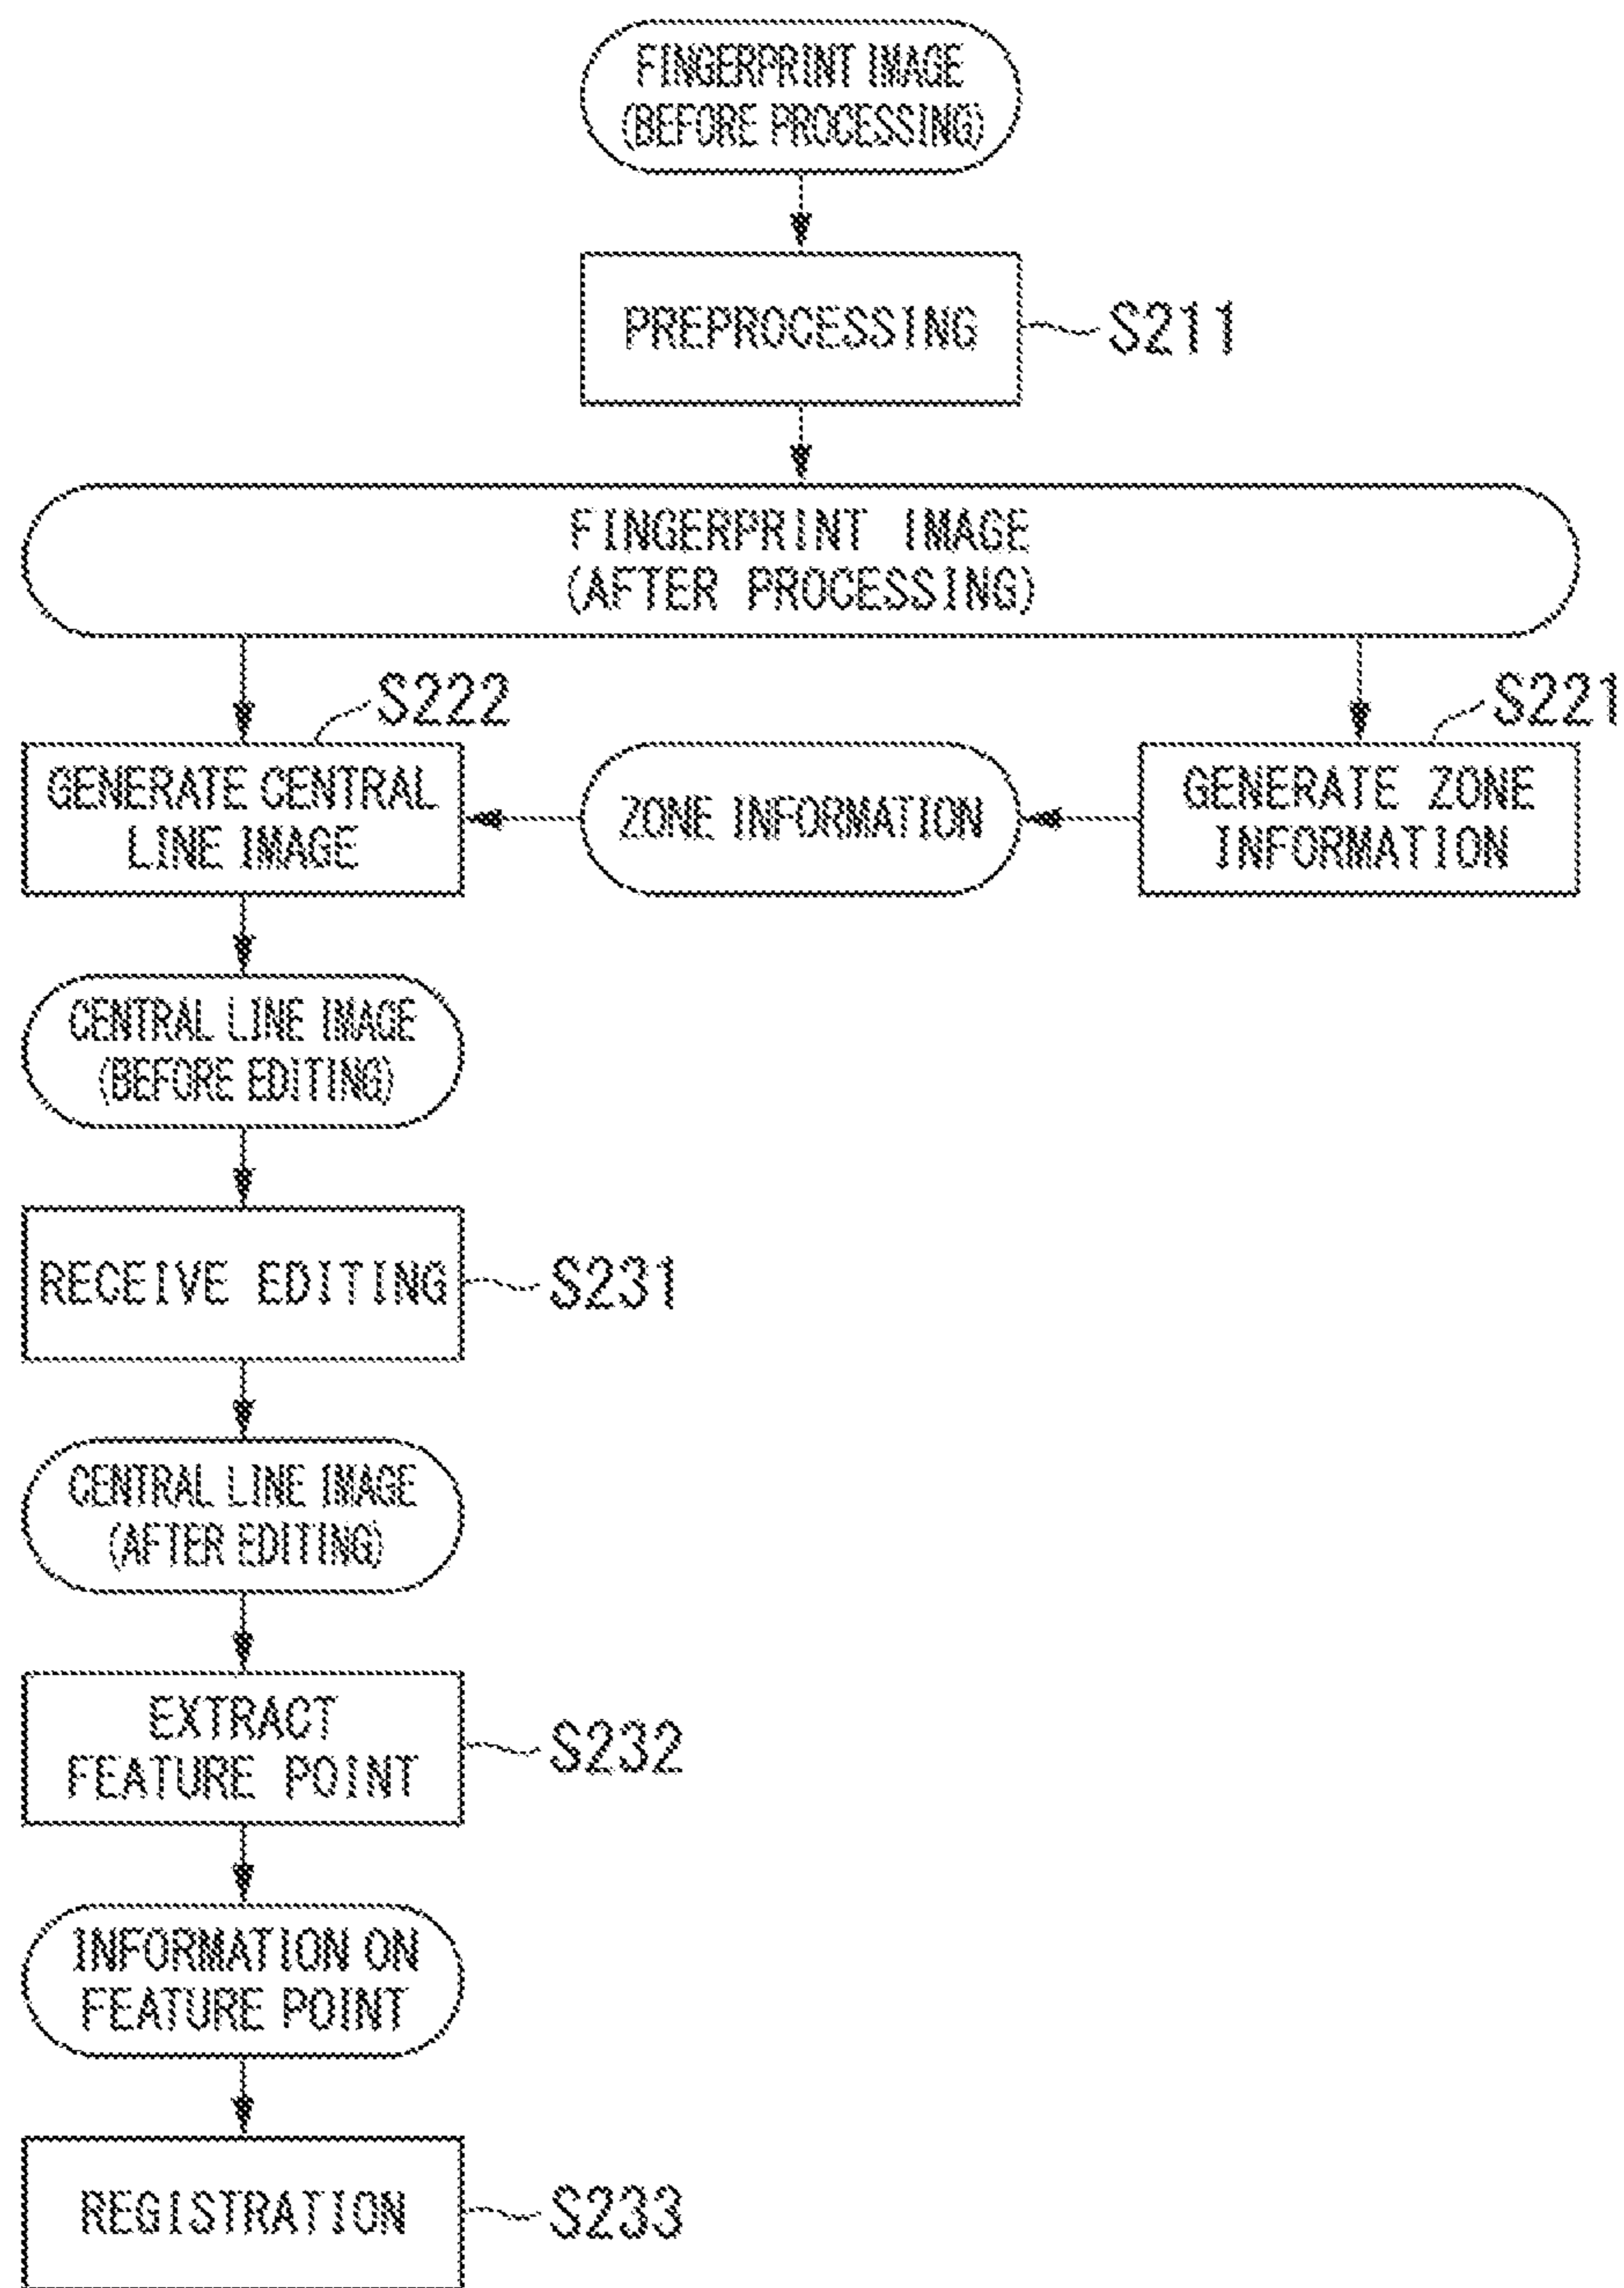 FINGERPRINT IMAGE
(BEFORE PROCESSING)
PREPROCESSING
S211
FINGERPRINT IMAGE
(AFTER PROCESSING)
S222
S221
GENERATE CENTRAL
LINE IMAGE
ZONE INFORMATION
GENERATE ZONE
INFORMATION
CENTRAL LINE IMAGE
(BEFORE EDITING)
RECEIVE EDITING
S231
CENTRAL LINE IMAGE
(AFTER EDITING)
EXTRACT
FEATURE POINT
S232
INFORMATION ON
FEATURE POINT
REGISTRATION
S233